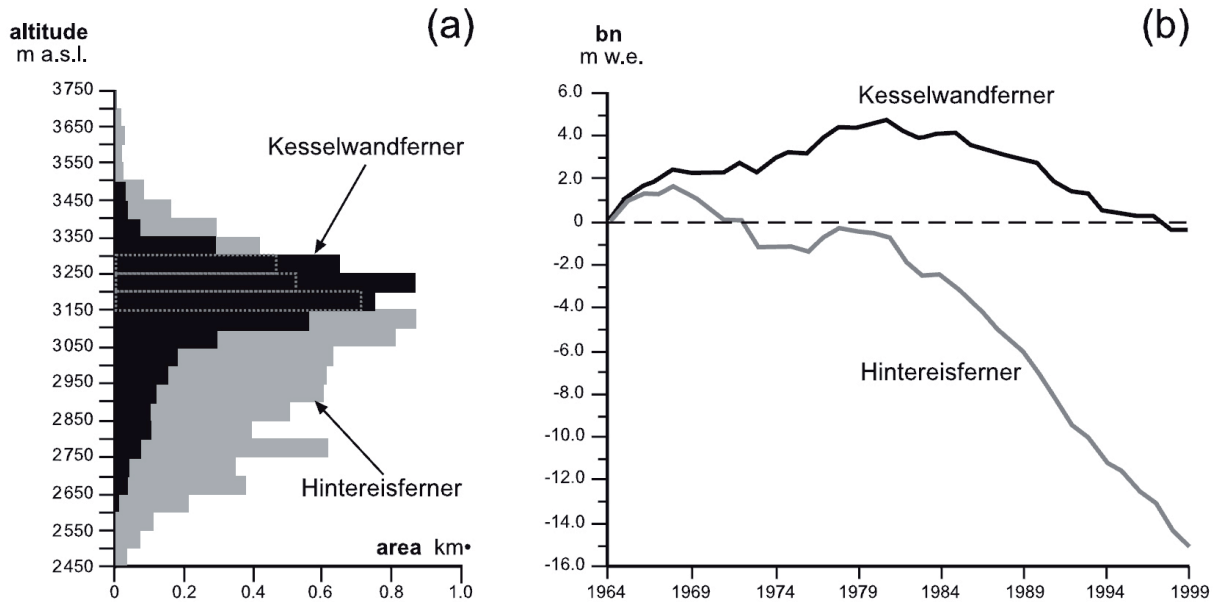 (a)
altitude
m a.s.l.
3750
3650
3550
3450
3350
3250
3150
3050
2950
2850
2750
2650
2550
2450
Kesselwandferner
Hintereisferner
area km•
0 0.2 0.4 0.6 0.8 1.0
(b)
bn
m w.e.
6.0
4.0
2.0
0
-2.0
-4.0
-6.0
-8.0
-10.0
-12.0
-14.0
-16.0
Kesselwandferner
Hintereisferner
1964 1969 1974 1979 1984 1989 1994 1999